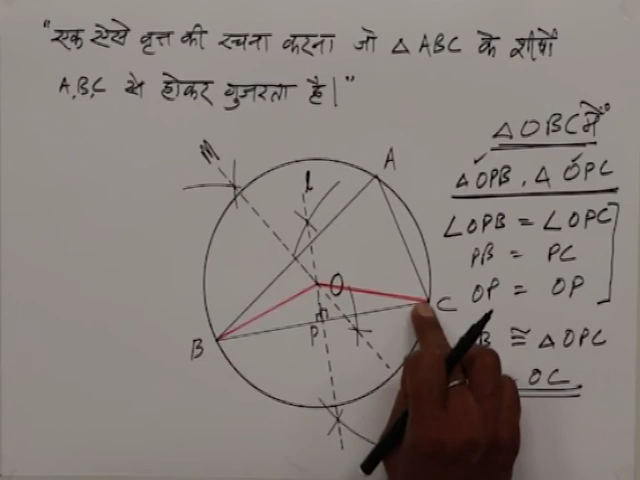 "एक ऐसे वृत्त की रचना करना जो △ABC के शीर्षों
A,B,C से होकर गुजरता है।"
△OBC में
△OPB, △OPC
∠OPB = ∠OPC
PB = PC
OP = OP
B ≅ △OPC
OC
M
l
A
O
C
P
B